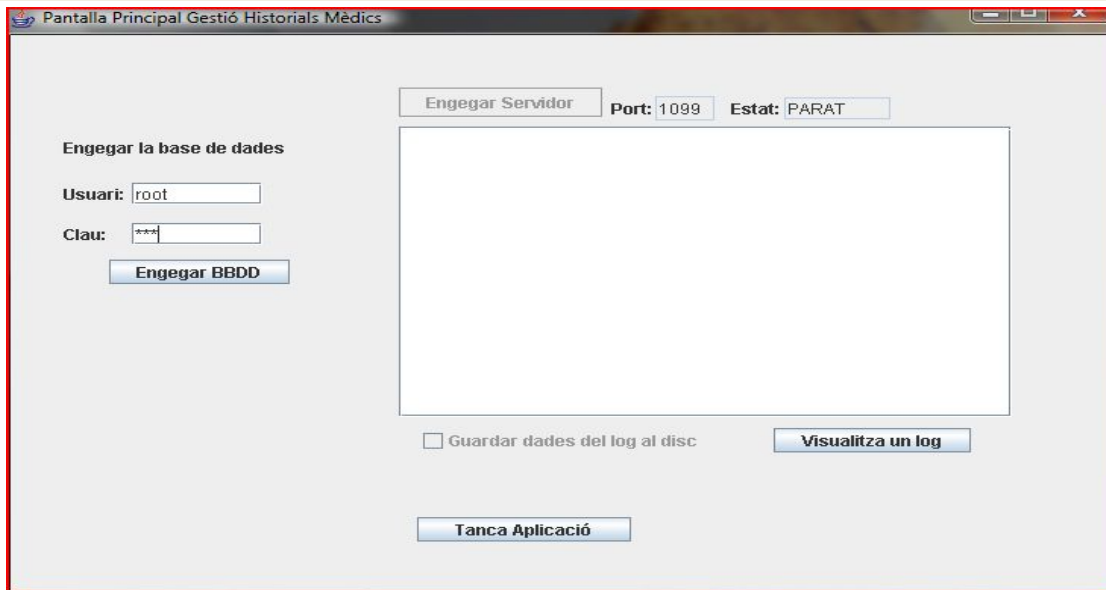 Pantalla Principal Gestió Historials Mèdics
Engegar Servidor Port: 1099 Estat: PARAT
Engegar la base de dades
Usuari: root
Clau: ***
Engegar BBDD
Guardar dades del log al disc Visualitza un log
Tanca Aplicació